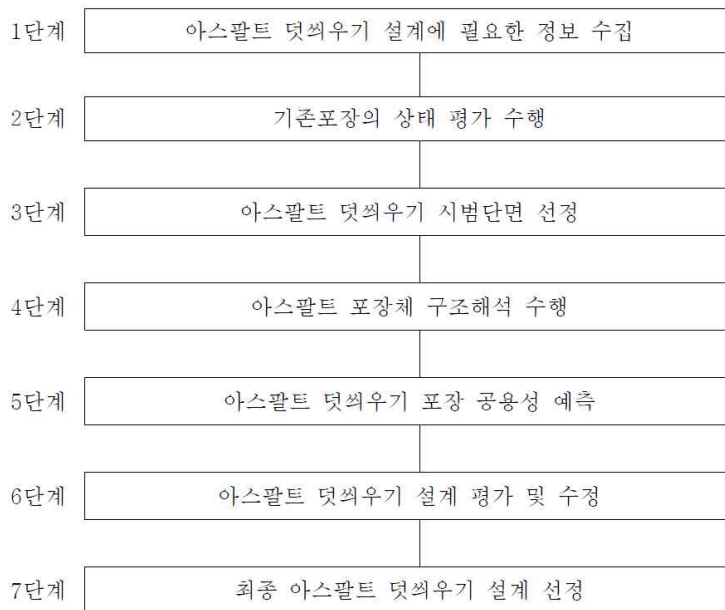 1단계 아스팔트 덧씌우기 설계에 필요한 정보 수집
2단계 기존포장의 상태 평가 수행
3단계 아스팔트 덧씌우기 시범단면 선정
4단계 아스팔트 포장체 구조해석 수행
5단계 아스팔트 덧씌우기 포장 공용성 예측
6단계 아스팔트 덧씌우기 설계 평가 및 수정
7단계 최종 아스팔트 덧씌우기 설계 선정